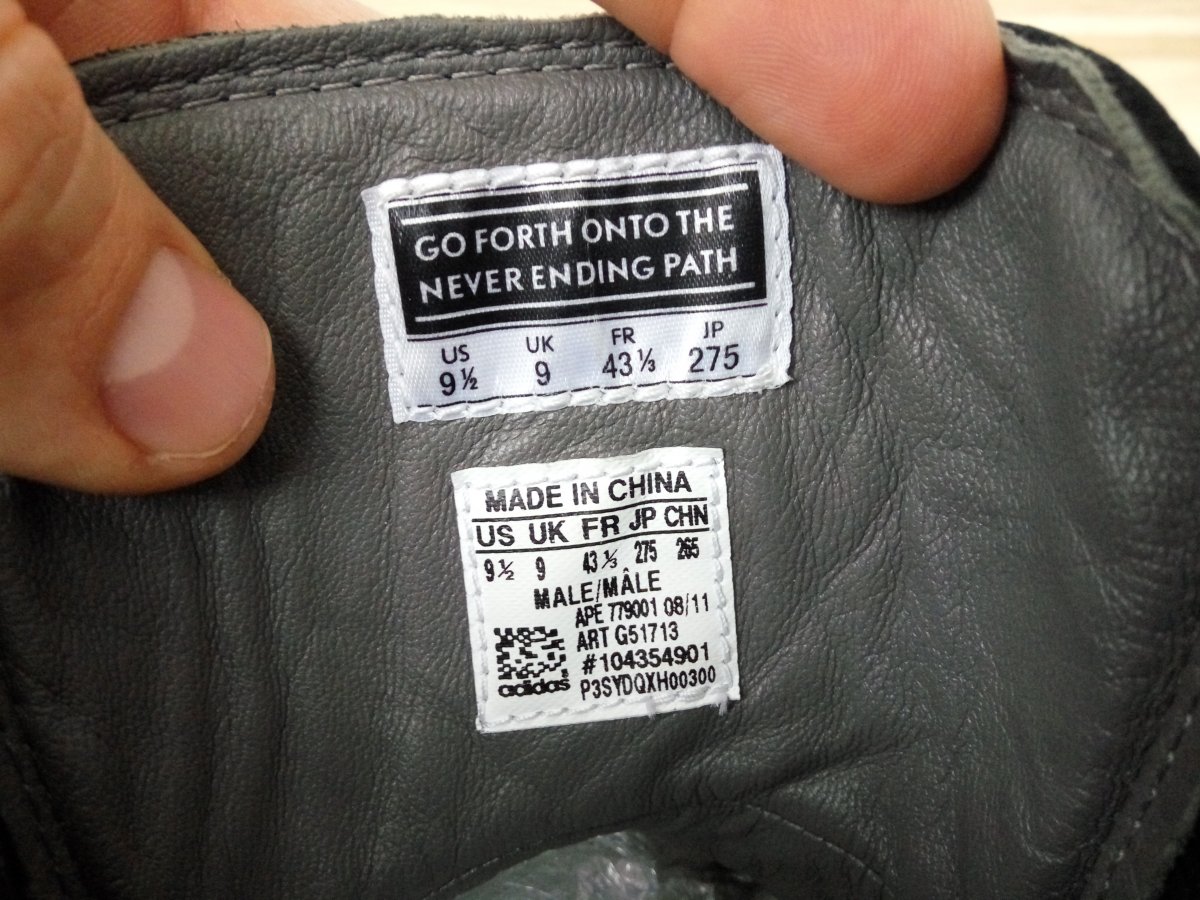 GO FORTH ONTO THE
NEVER ENDING PATH
US UK FR JP
9½ 9 43⅓ 275
MADE IN CHINA
US UK FR JP CHN
9½ 9 43⅓ 275 265
MALE/MÂLE
APE 779001 08/11
ART G51713
#104354901
adidas P3SYDQXH00300